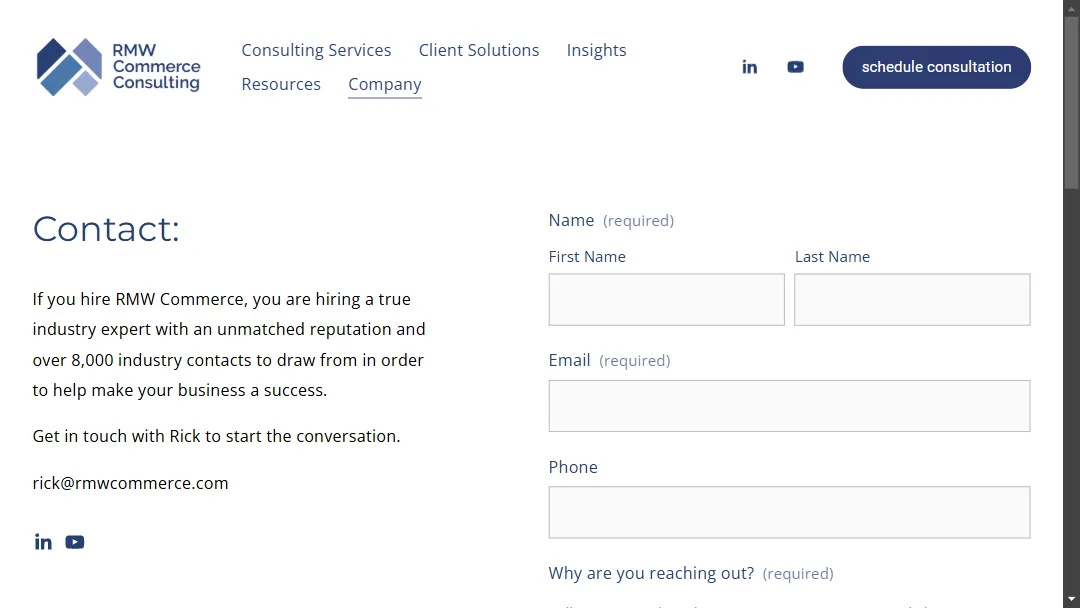 RMW
Commerce
Consulting
Consulting Services
Client Solutions
Insights
Resources
Company
schedule consultation
Contact:
If you hire RMW Commerce, you are hiring a true
industry expert with an unmatched reputation and
over 8,000 industry contacts to draw from in order
to help make your business a success.
Get in touch with Rick to start the conversation.
rick@rmwcommerce.com
Name (required)
First Name
Last Name
Email (required)
Phone
Why are you reaching out? (required)